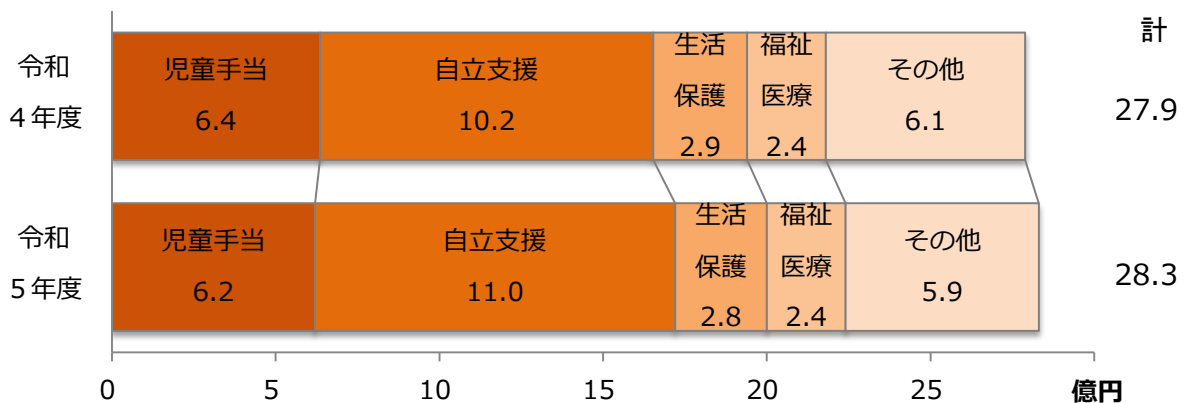 計
令和
4年度
児童手当
6.4
自立支援
10.2
生活
保護
2.9
福祉
医療
2.4
その他
6.1
27.9
令和
5年度
児童手当
6.2
自立支援
11.0
生活
保護
2.8
福祉
医療
2.4
その他
5.9
28.3
0 5 10 15 20 25 億円